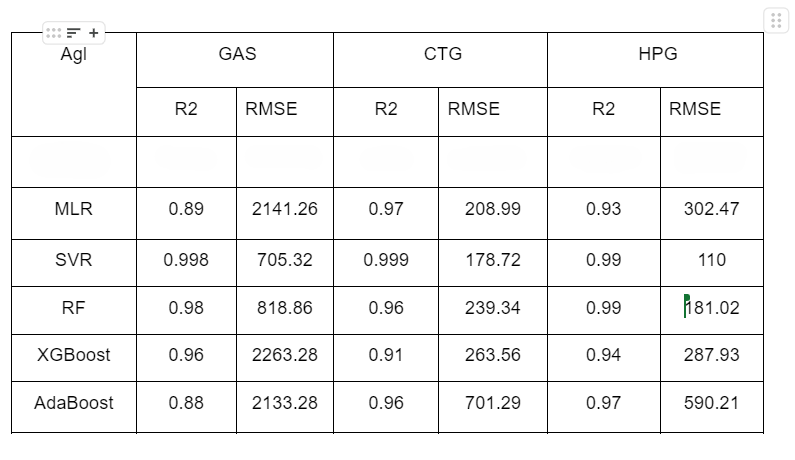 Agl GAS CTG HPG
R2 RMSE R2 RMSE R2 RMSE
MLR 0.89 2141.26 0.97 208.99 0.93 302.47
SVR 0.998 705.32 0.999 178.72 0.99 110
RF 0.98 818.86 0.96 239.34 0.99 181.02
XGBoost 0.96 2263.28 0.91 263.56 0.94 287.93
AdaBoost 0.88 2133.28 0.96 701.29 0.97 590.21